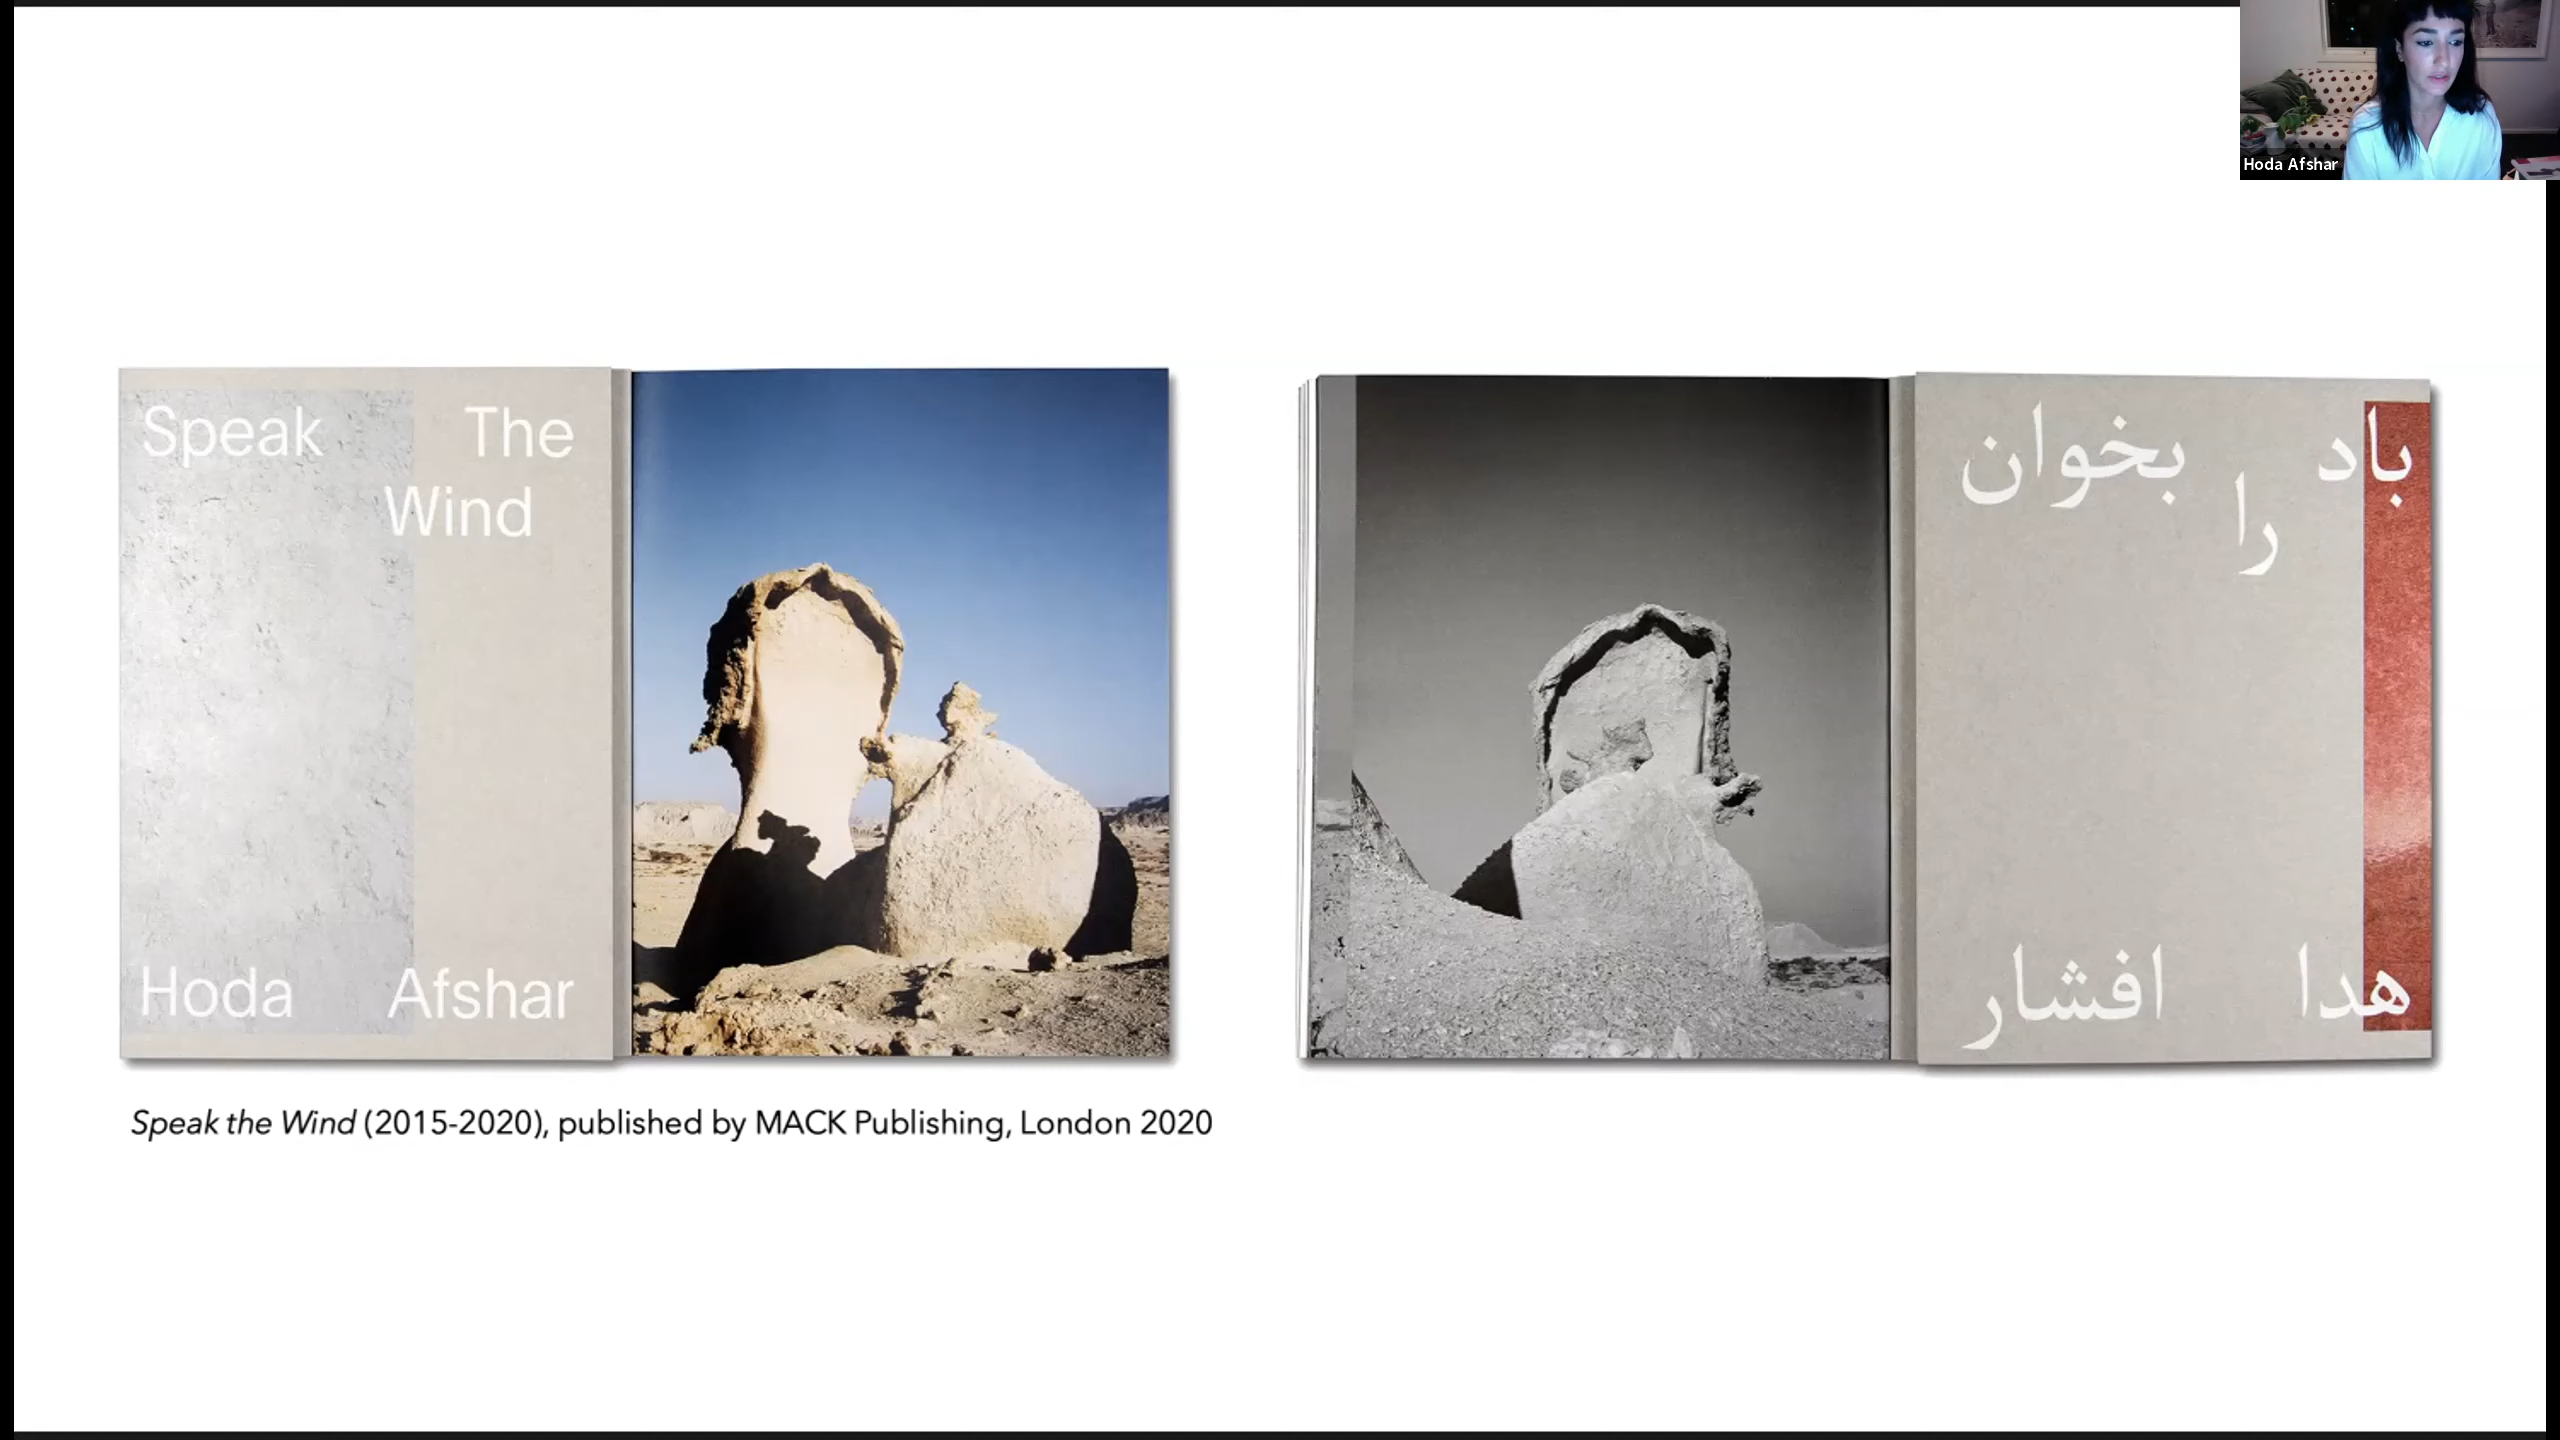 Hoda Afshar
Speak The
Wind
Hoda Afshar
باد بخوان
را
هدا افشار
Speak the Wind (2015-2020), published by MACK Publishing, London 2020